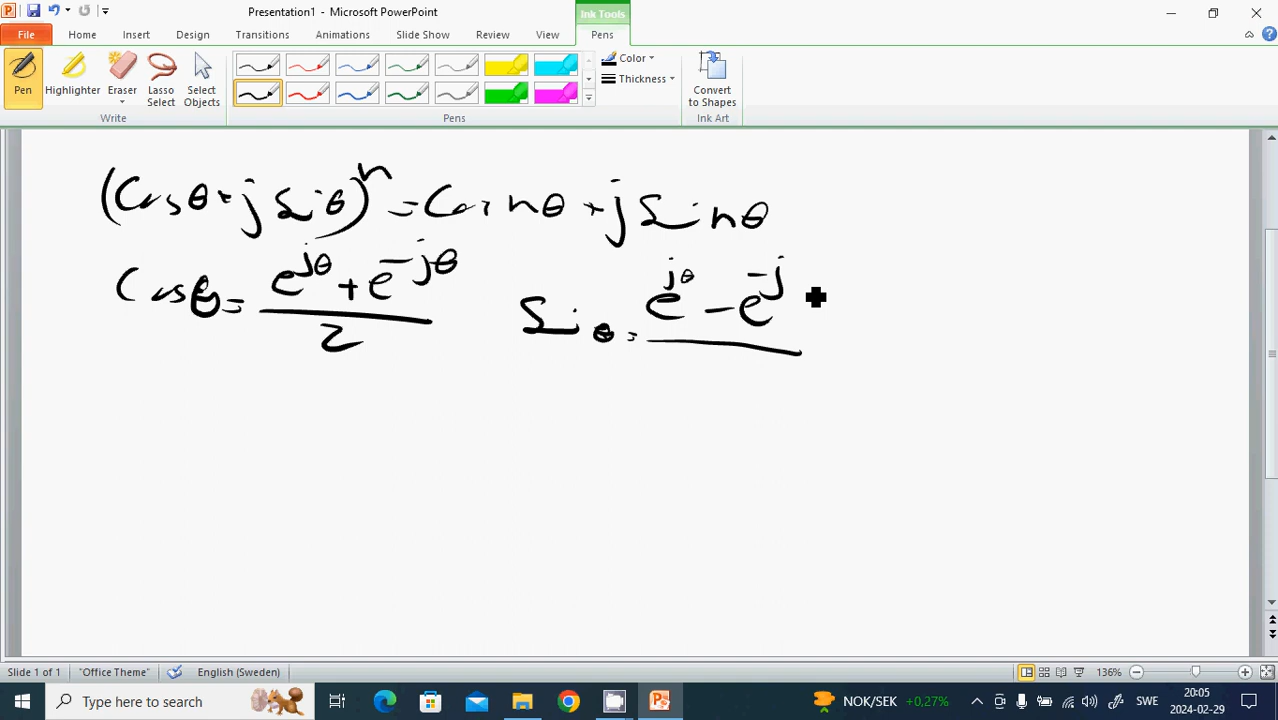 Presentation1 - Microsoft PowerPoint
Ink Tools
File Home Insert Design Transitions Animations Slide Show Review View Pens
Pen Highlighter Eraser Lasso Select Select Objects
Color
Thickness
Convert to Shapes
Write Pens Ink Art
(Cosθ+j Sinθ)^n = Cos nθ + j Sin nθ
Cosθ = (e^{jθ} + e^{-jθ})/2 Sinθ = e^{jθ} - e^{-j}
Slide 1 of 1 "Office Theme" English (Sweden) 136%
Type here to search NOK/SEK +0,27% SWE 20:05
2024-02-29